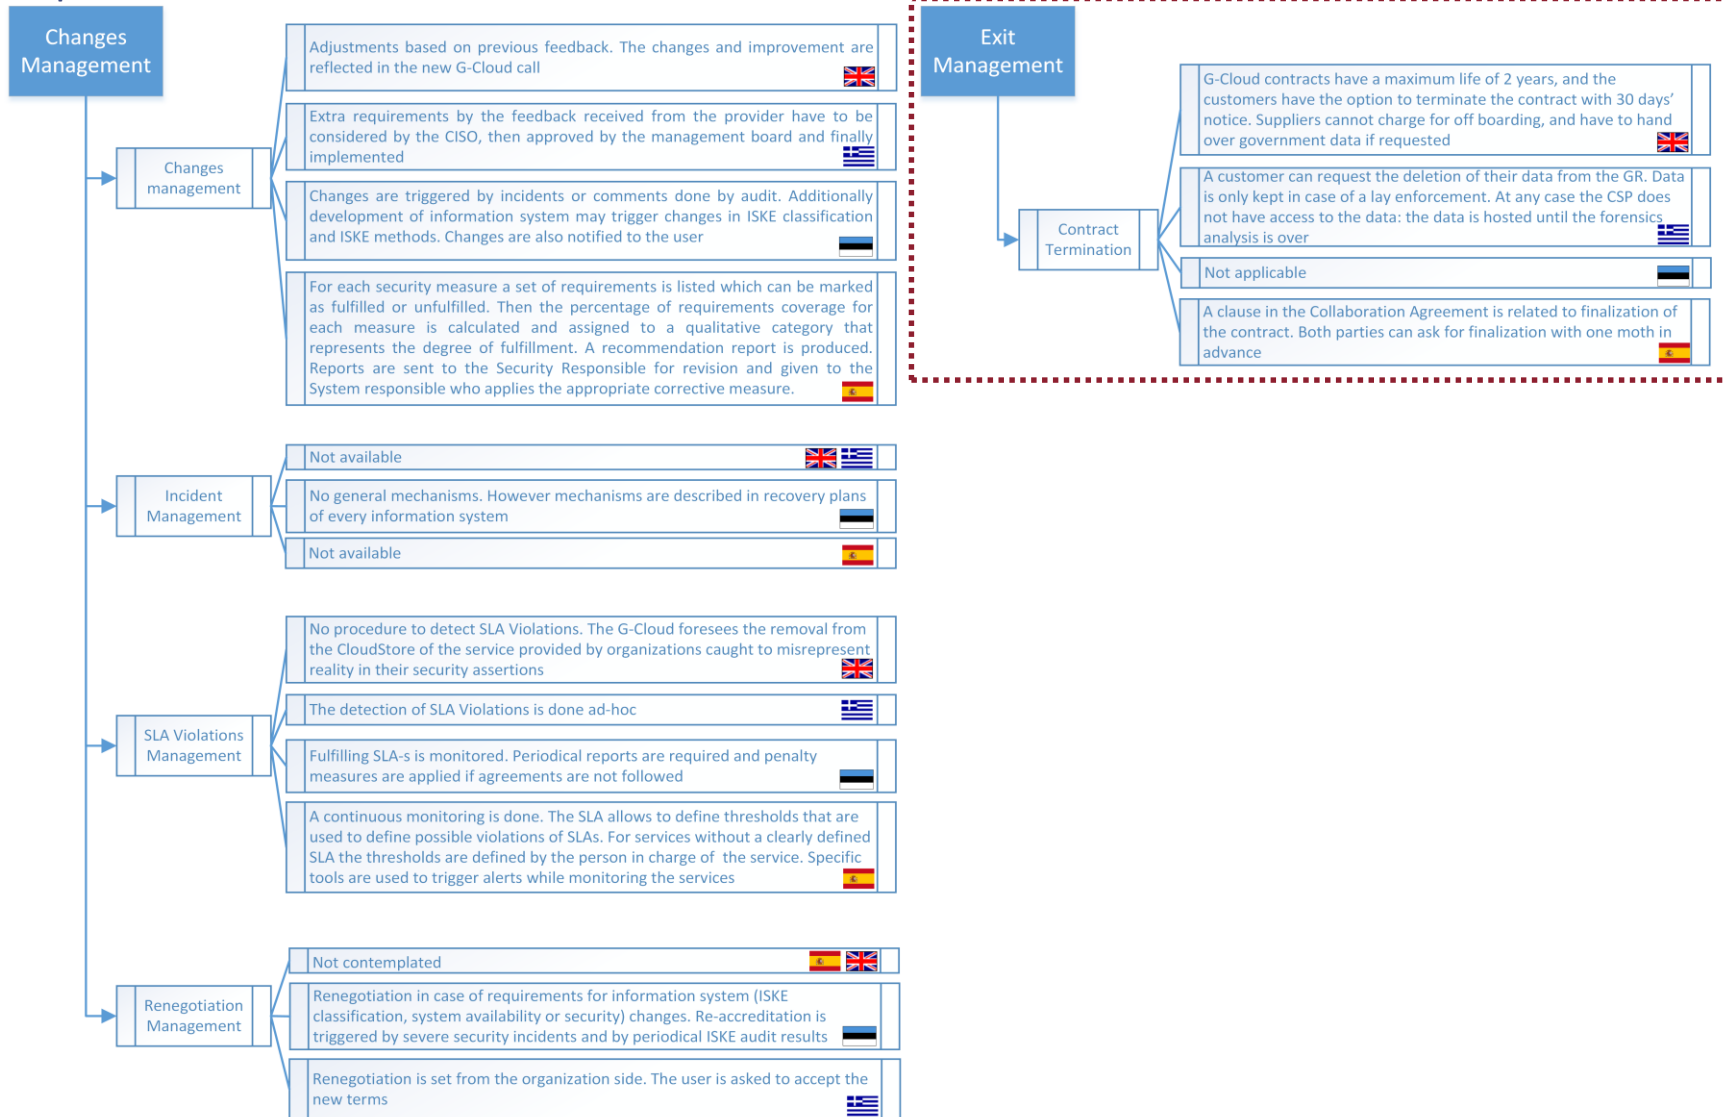 Changes
Management
Changes
management
Adjustments based on previous feedback. The changes and improvement are
reflected in the new G-Cloud call
Extra requirements by the feedback received from the provider have to be
considered by the CISO, then approved by the management board and finally
implemented
Changes are triggered by incidents or comments done by audit. Additionally
development of information system may trigger changes in ISKE classification
and ISKE methods. Changes are also notified to the user
For each security measure a set of requirements is listed which can be marked
as fulfilled or unfulfilled. Then the percentage of requirements coverage for
each measure is calculated and assigned to a qualitative category that
represents the degree of fulfillment. A recommendation report is produced.
Reports are sent to the Security Responsible for revision and given to the
System responsible who applies the appropriate corrective measure.
Incident
Management
Not available
No general mechanisms. However mechanisms are described in recovery plans
of every information system
Not available
SLA Violations
Management
No procedure to detect SLA Violations. The G-Cloud foresees the removal from
the CloudStore of the service provided by organizations caught to misrepresent
reality in their security assertions
The detection of SLA Violations is done ad-hoc
Fulfilling SLA-s is monitored. Periodical reports are required and penalty
measures are applied if agreements are not followed
A continuous monitoring is done. The SLA allows to define thresholds that are
used to define possible violations of SLAs. For services without a clearly defined
SLA the thresholds are defined by the person in charge of the service. Specific
tools are used to trigger alerts while monitoring the services
Renegotiation
Management
Not contemplated
Renegotiation in case of requirements for information system (ISKE
classification, system availability or security) changes. Re-accreditation is
triggered by severe security incidents and by periodical ISKE audit results
Renegotiation is set from the organization side. The user is asked to accept the
new terms
Exit
Management
Contract
Termination
G-Cloud contracts have a maximum life of 2 years, and the
customers have the option to terminate the contract with 30 days’
notice. Suppliers cannot charge for off boarding, and have to hand
over government data if requested
A customer can request the deletion of their data from the GR. Data
is only kept in case of a lay enforcement. At any case the CSP does
not have access to the data: the data is hosted until the forensics
analysis is over
Not applicable
A clause in the Collaboration Agreement is related to finalization of
the contract. Both parties can ask for finalization with one moth in
advance